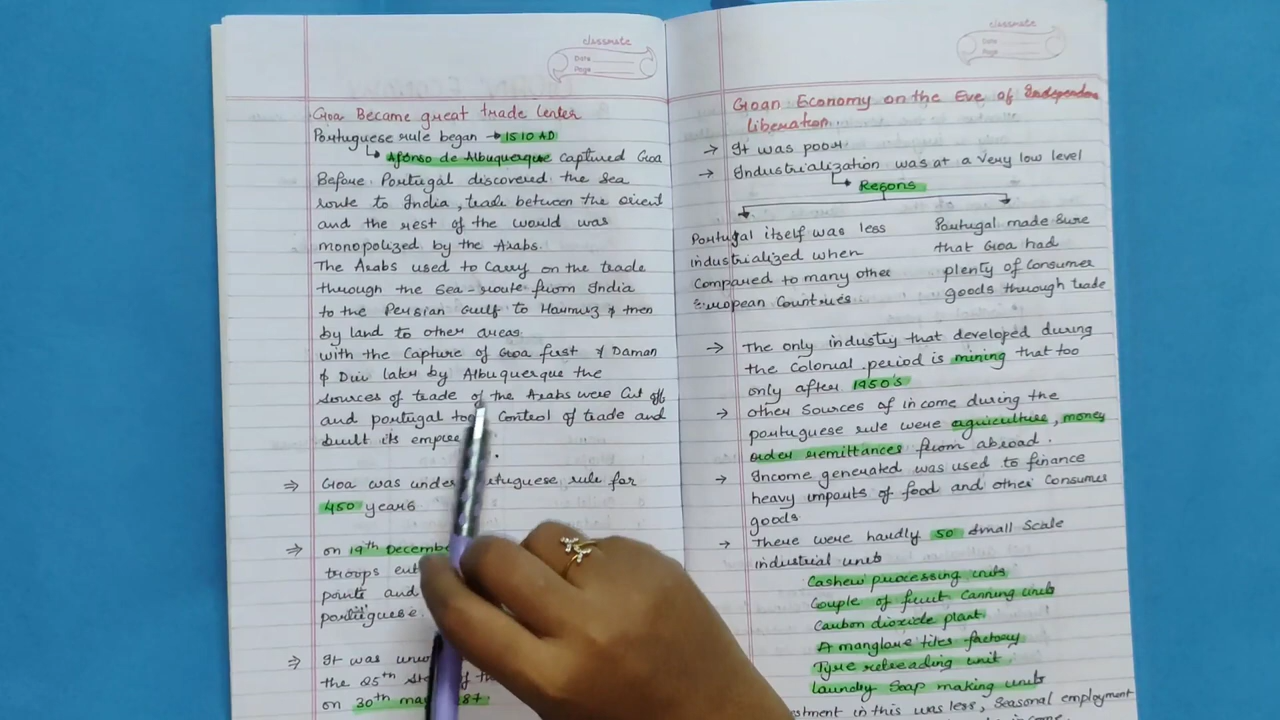 classmate
Date
Page
Goa Became great trade Center
Portuguese rule began → 1510 AD
Afonso de Albuquerque captured Goa
Before Portugal discovered the sea
route to India, trade between the orient
and the rest of the would was
monopolized by the Arabs.
The Arabs used to carry on the trade
through the sea-route from India
to the Persian Gulf to Harmuz & then
by land to other areas.
with the Capture of Goa first & Daman
& Diu later by Albuquerque the
sources of trade of the Arabs were Cut off
and portugal too Control of trade and
built its empire
⇒ Goa was under rule for
450 years
⇒ on 19th
troops
points and
portuguese.
⇒ It was
the 25th of
on 30th
classmate
Date
Page
Goan Economy on the Eve of Independence
liberation.
→ It was poor
→ Industrialization was at a very low level
Resons
Portugal itself was less
industrialized when
compared to many other
European Countries
Portugal made sure
that Goa had
plenty of Consumer
goods through trade
→ The only industry that developed during
the colonial period is mining that too
only after 1950's
→ other Sources of income during the
portuguese rule were agriculture, money
order remittances from abroad.
→ Income generated was used to finance
heavy imports of food and other Consumer
goods.
→ There were hardly 50 Small Scale
industrial units
Cashew processing units
Couple of fruit Canning units
Carbon dioxide plant
A manglore tiles factory
Tyre retreading unit
laundry Soap making units
in this was less, Seasonal employment